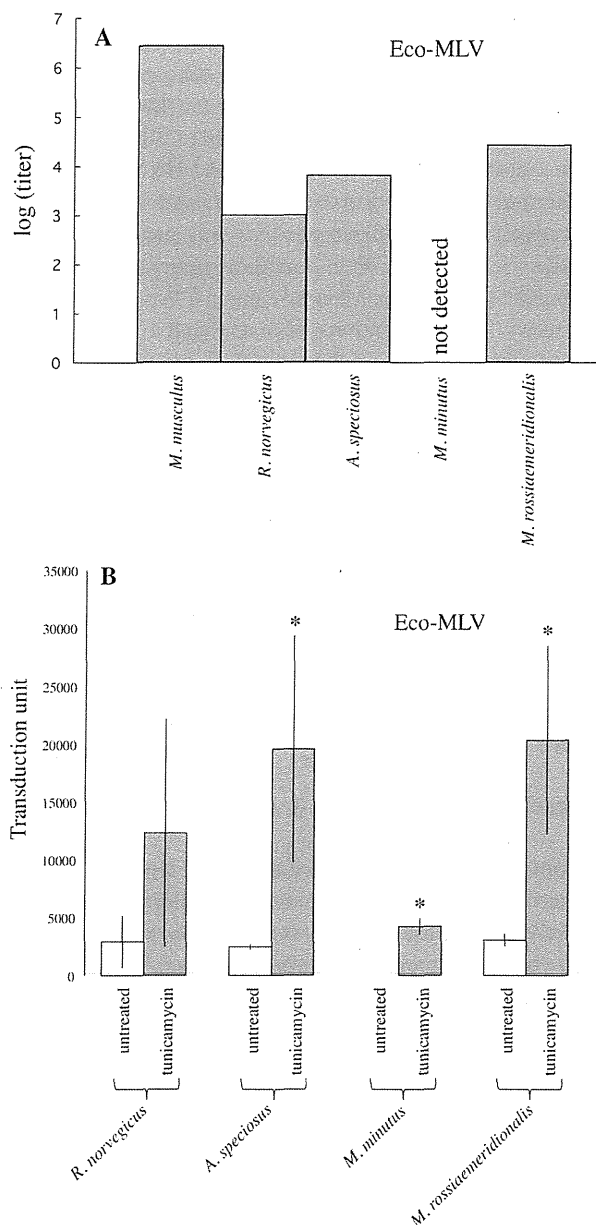 A
Eco-MLV
log (titer)
7
6
5
4
3
2
1
0
not detected
M. musculus
R. norvegicus
A. speciosus
M. minutus
M. rossiaemeridionalis
B
Eco-MLV
Transduction unit
35000
30000
25000
20000
15000
10000
5000
0
*
*
*
untreated
tunicamycin
untreated
tunicamycin
untreated
tunicamycin
untreated
tunicamycin
R. norvegicus
A. speciosus
M. minutus
M. rossiaemeridionalis